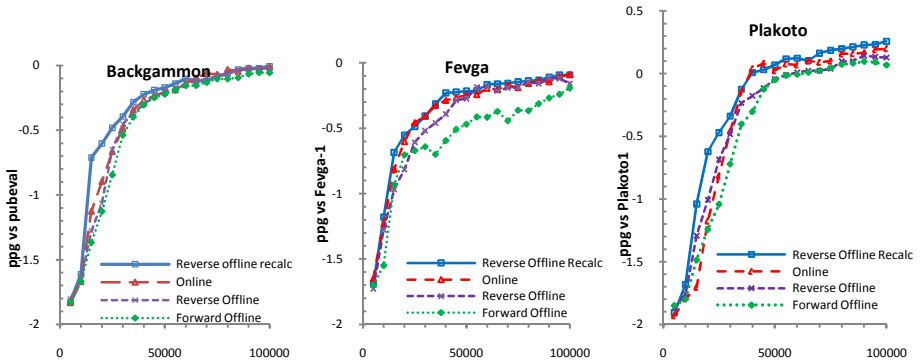 Backgammon
ppg vs pubeval
0
-0.5
-1
-1.5
-2
0
50000
100000
Reverse offline recalc
Online
Reverse Offline
Forward Offline
Fevga
ppg vs Fevga-1
0
-0.5
-1
-1.5
-2
0
50000
100000
Reverse Offline Recalc
Online
Reverse Offline
Forward Offline
Plakoto
ppg vs Plakoto1
0.5
0
-0.5
-1
-1.5
-2
0
50000
100000
Reverse Offline Recalc
Online
Reverse Offline
Forward Offline